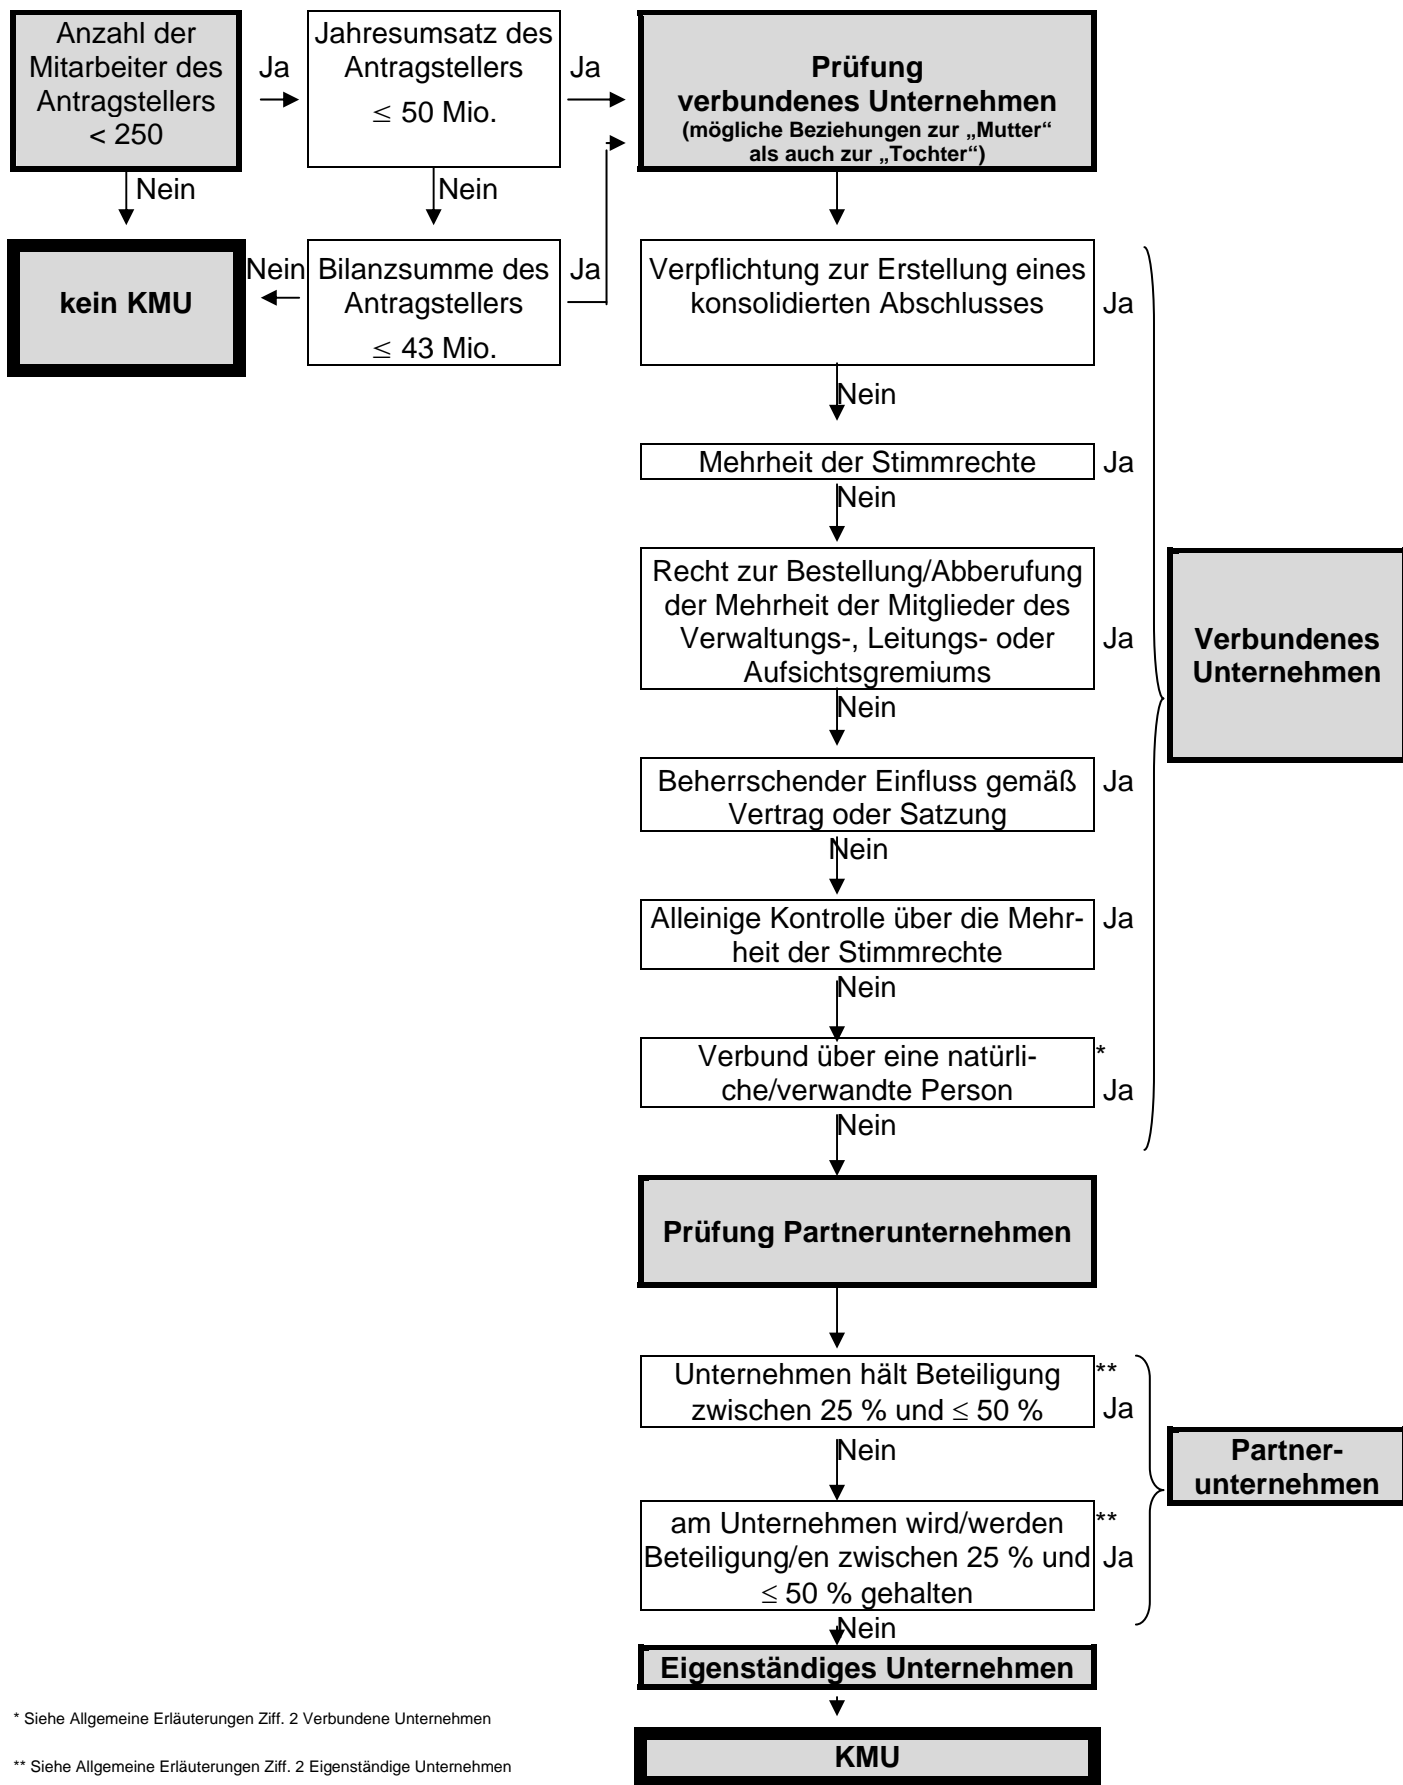 Anzahl der
Mitarbeiter des
Antragstellers
< 250
Ja
Jahresumsatz des
Antragstellers
≤ 50 Mio.
Ja
Prüfung
verbundenes Unternehmen
(mögliche Beziehungen zur „Mutter“
als auch zur „Tochter“)
Nein
Nein
kein KMU
Nein
Bilanzsumme des
Antragstellers
≤ 43 Mio.
Ja
Verpflichtung zur Erstellung eines
konsolidierten Abschlusses
Ja
Nein
Mehrheit der Stimmrechte
Ja
Nein
Recht zur Bestellung/Abberufung
der Mehrheit der Mitglieder des
Verwaltungs-, Leitungs- oder
Aufsichtsgremiums
Ja
Verbundenes
Unternehmen
Nein
Beherrschender Einfluss gemäß
Vertrag oder Satzung
Ja
Nein
Alleinige Kontrolle über die Mehr-
heit der Stimmrechte
Ja
Nein
Verbund über eine natürli-
che/verwandte Person
*
Ja
Nein
Prüfung Partnerunternehmen
Unternehmen hält Beteiligung
zwischen 25 % und ≤ 50 %
**
Ja
Nein
Partner-
unternehmen
am Unternehmen wird/werden
Beteiligung/en zwischen 25 % und
≤ 50 % gehalten
**
Ja
Nein
Eigenständiges Unternehmen
KMU
* Siehe Allgemeine Erläuterungen Ziff. 2 Verbundene Unternehmen
** Siehe Allgemeine Erläuterungen Ziff. 2 Eigenständige Unternehmen